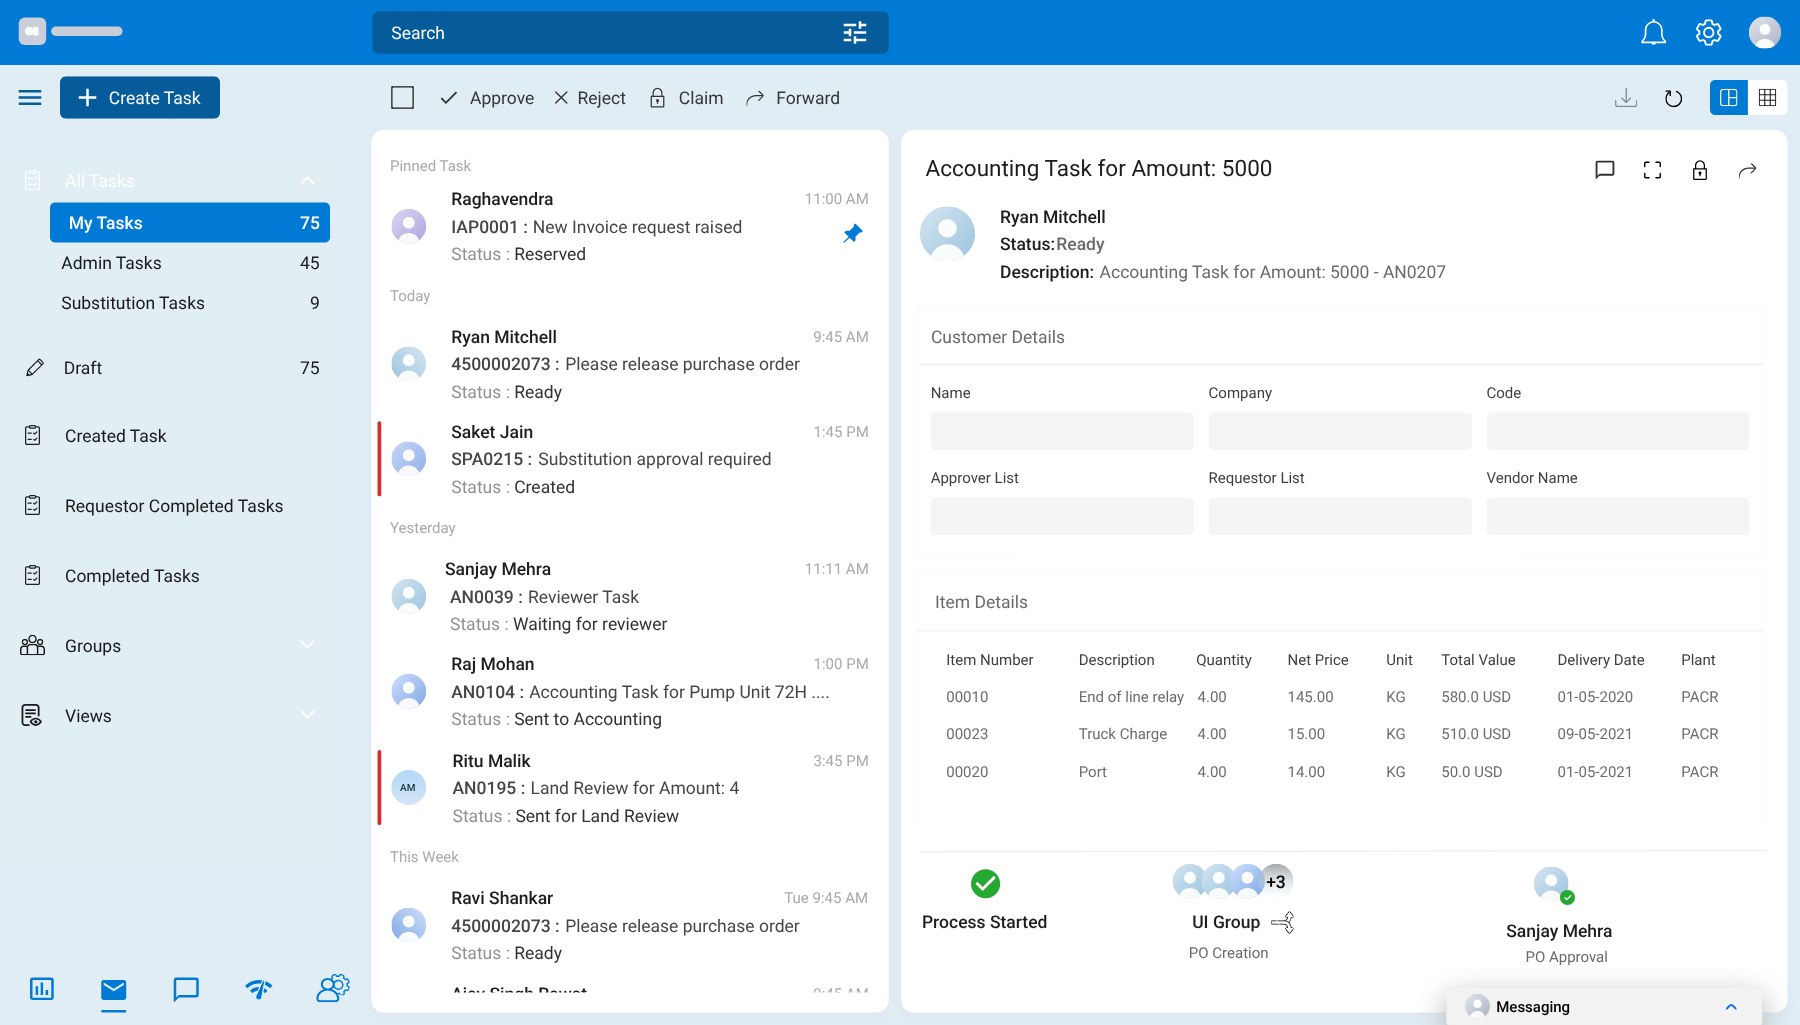 Search
Create Task
Approve
Reject
Claim
Forward
All Tasks
My Tasks 75
Admin Tasks 45
Substitution Tasks 9
Draft 75
Created Task
Requestor Completed Tasks
Completed Tasks
Groups
Views
Pinned Task
Raghavendra 11:00 AM
IAP0001 : New Invoice request raised
Status : Reserved
Today
Ryan Mitchell 9:45 AM
4500002073 : Please release purchase order
Status : Ready
Saket Jain 1:45 PM
SPA0215 : Substitution approval required
Status : Created
Yesterday
Sanjay Mehra 11:11 AM
AN0039 : Reviewer Task
Status : Waiting for reviewer
Raj Mohan 1:00 PM
AN0104 : Accounting Task for Pump Unit 72H ....
Status : Sent to Accounting
AM
Ritu Malik 3:45 PM
AN0195 : Land Review for Amount: 4
Status : Sent for Land Review
This Week
Ravi Shankar Tue 9:45 AM
4500002073 : Please release purchase order
Status : Ready
Ajay Singh Rawat 9:45 AM
Accounting Task for Amount: 5000
Ryan Mitchell
Status:Ready
Description: Accounting Task for Amount: 5000 - AN0207
Customer Details
Name Company Code
Approver List Requestor List Vendor Name
Item Details
Item Number Description Quantity Net Price Unit Total Value Delivery Date Plant
00010 End of line relay 4.00 145.00 KG 580.0 USD 01-05-2020 PACR
00023 Truck Charge 4.00 15.00 KG 510.0 USD 09-05-2021 PACR
00020 Port 4.00 14.00 KG 50.0 USD 01-05-2021 PACR
+3
Process Started
UI Group
PO Creation
Sanjay Mehra
PO Approval
Messaging